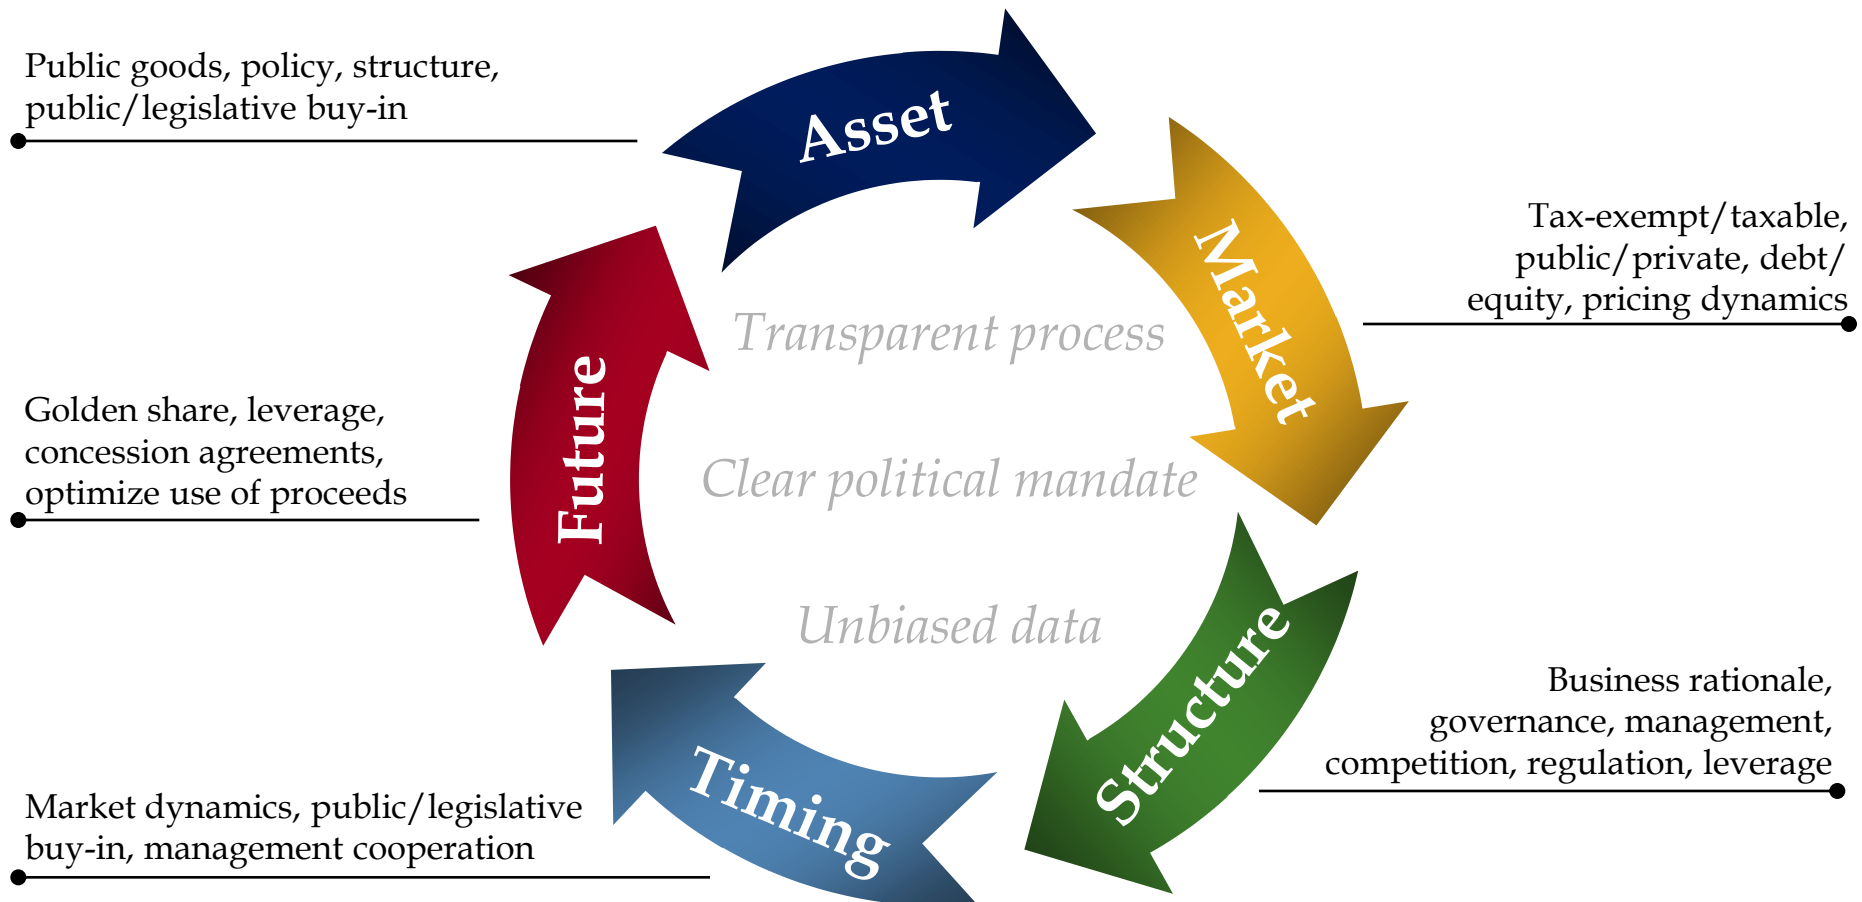 Public goods, policy, structure,
public/legislative buy-in
Asset
Market
Tax-exempt/taxable,
public/private, debt/
equity, pricing dynamics
Transparent process
Clear political mandate
Unbiased data
Future
Golden share, leverage,
concession agreements,
optimize use of proceeds
Structure
Business rationale,
governance, management,
competition, regulation, leverage
Timing
Market dynamics, public/legislative
buy-in, management cooperation